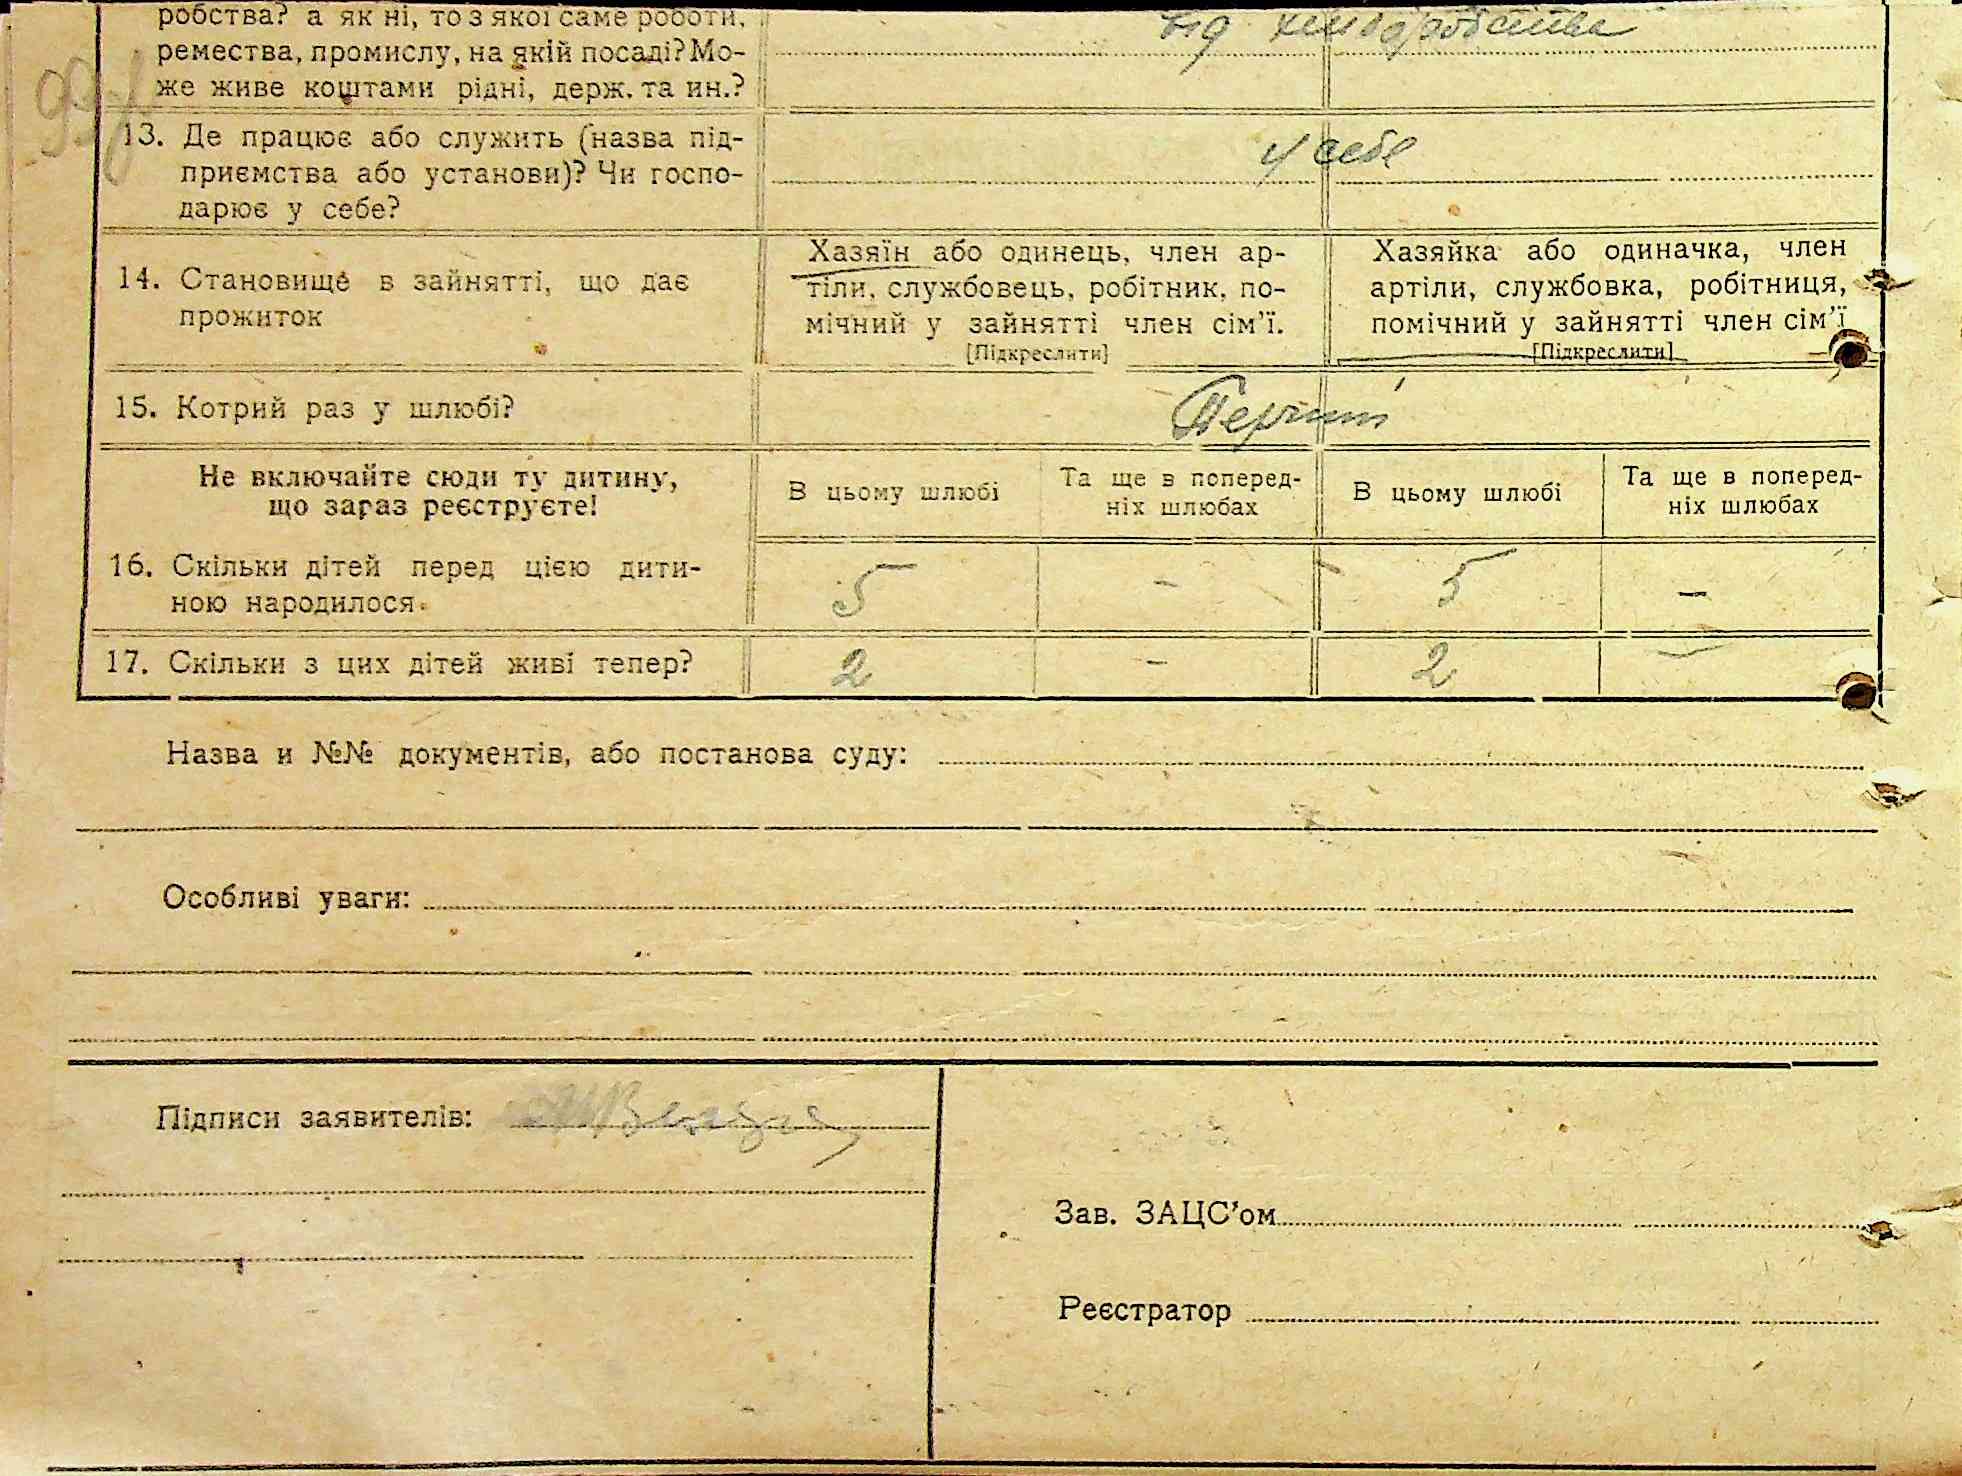 робства? а як ні, то з якої саме роботи,
ремества, промислу, на якій посаді? Мо-
же живе коштами рідні, держ. та ин.?
від хліборобства
13. Де працює або служить (назва під-
приємства або установи)? Чи госпо-
дарює у себе?
у себе
14. Становище в зайнятті, що дає
прожиток
Хазяїн або одинець, член ар-
тіли, службовець, робітник, по-
мічний у зайнятті член сім'ї.
[Підкреслити]
Хазяйка або одиначка, член
артіли, службовка, робітниця,
помічний у зайнятті член сім'ї
[Підкреслити]
15. Котрий раз у шлюбі?
Перший
Не включайте сюди ту дитину,
що зараз реєструєте!
В цьому шлюбі
Та ще в поперед-
ніх шлюбах
В цьому шлюбі
Та ще в поперед-
ніх шлюбах
16. Скільки дітей перед цією дити-
ною народилося.
5 - 5 -
17. Скільки з цих дітей живі тепер?
2 - 2 -
Назва и №№ документів, або постанова суду:
Особливі уваги:
Підписи заявителів:
Зав. ЗАЦС'ом
Реєстратор